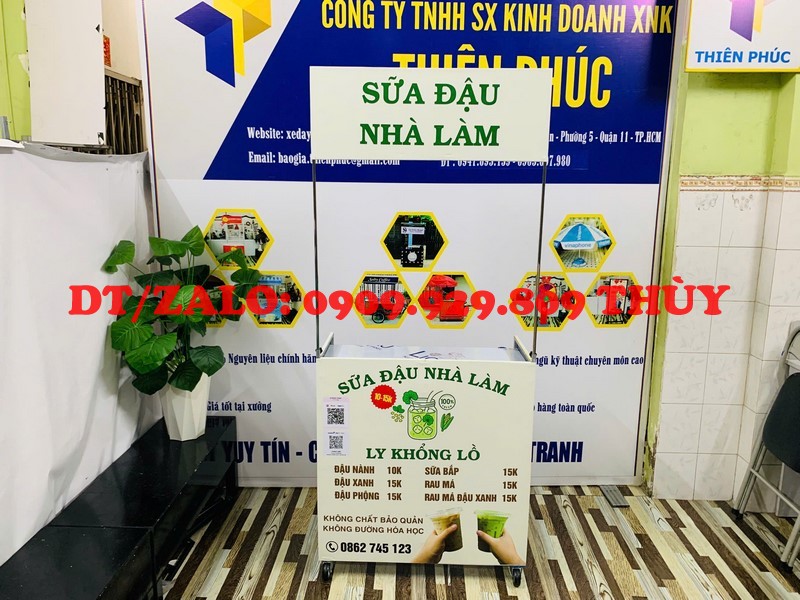 CÔNG TY TNHH SX KINH DOANH XNK
THIÊN PHÚC
THIÊN PHÚC
SỮA ĐẬU
NHÀ LÀM
Website: xeday
- Phường 5 - Quận 11 - TP.HCM
Email:
DT/ZALO: 0909.929.869 THÙY
Nguyên liệu chính hãn
kỹ thuật chuyên môn cao
Giá tốt tại xưởng
hàng toàn quốc
UY TÍN - C
TRANH
SỮA ĐẬU NHÀ LÀM
10-15K
100%
LY KHỔNG LỒ
ĐẬU NÀNH 10K SỮA BẮP 15K
ĐẬU XANH 15K RAU MÁ 15K
ĐẬU PHỘNG 15K RAU MÁ ĐẬU XANH 15K
KHÔNG CHẤT BẢO QUẢN
KHÔNG ĐƯỜNG HÓA HỌC
0862 745 123